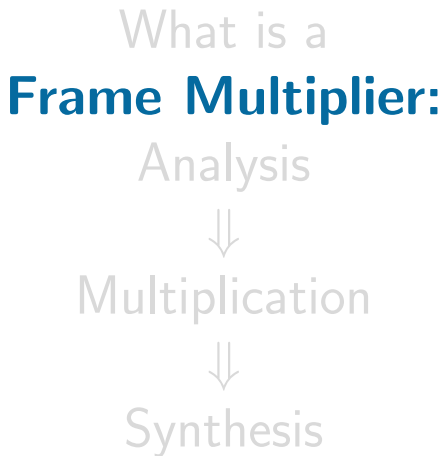 What is a
Frame Multiplier:
Analysis
⇓
Multiplication
⇓
Synthesis